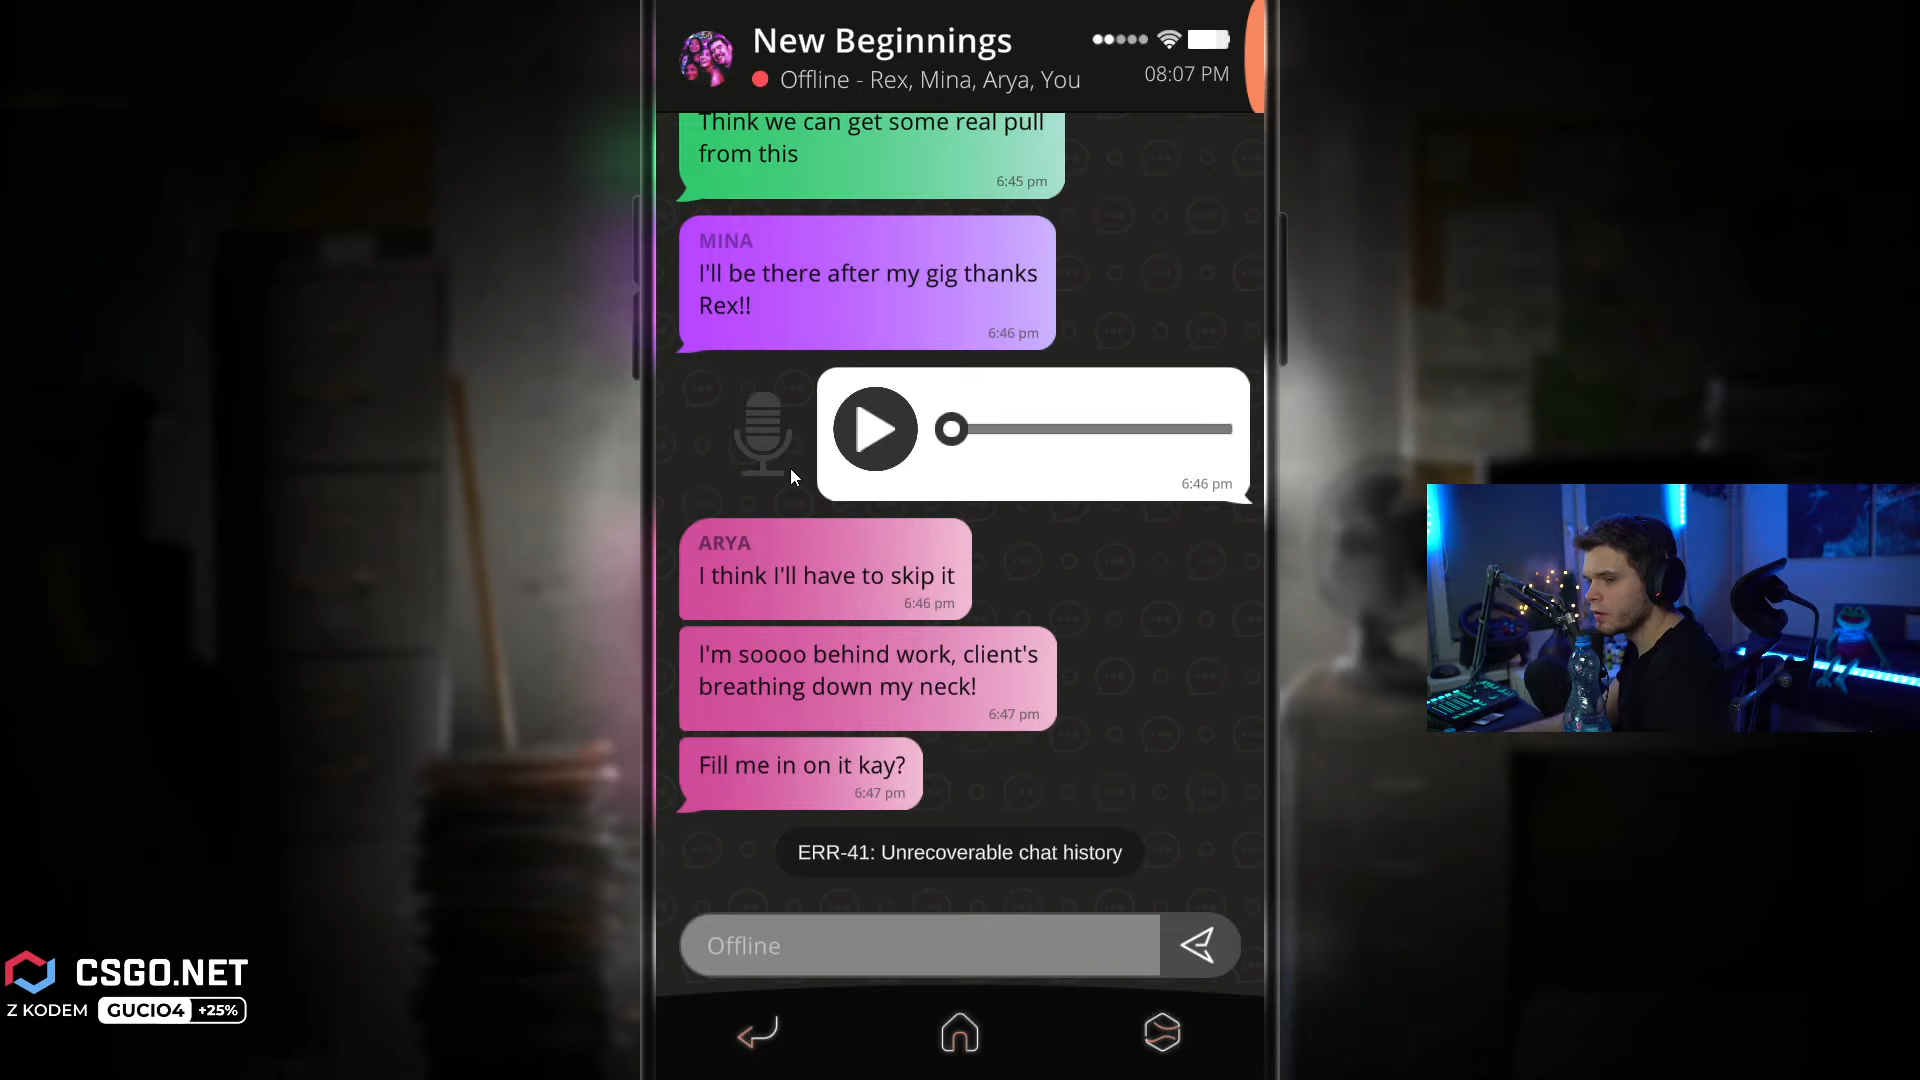 New Beginnings
Offline - Rex, Mina, Arya, You
08:07 PM
Think we can get some real pull
from this
6:45 pm
MINA
I'll be there after my gig thanks
Rex!!
6:46 pm
6:46 pm
ARYA
I think I'll have to skip it
6:46 pm
I'm soooo behind work, client's
breathing down my neck!
6:47 pm
Fill me in on it kay?
6:47 pm
ERR-41: Unrecoverable chat history
Offline
CSGO.NET
Z KODEM GUCIO4 +25%